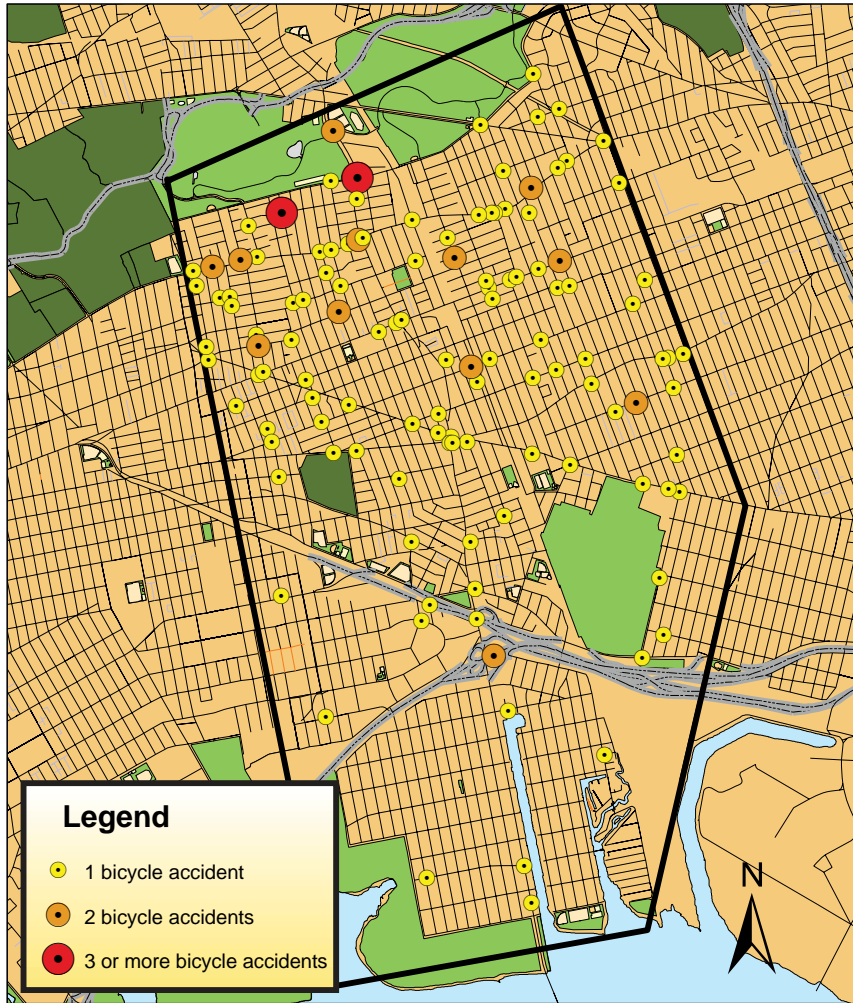 N
Legend
1 bicycle accident
2 bicycle accidents
3 or more bicycle accidents